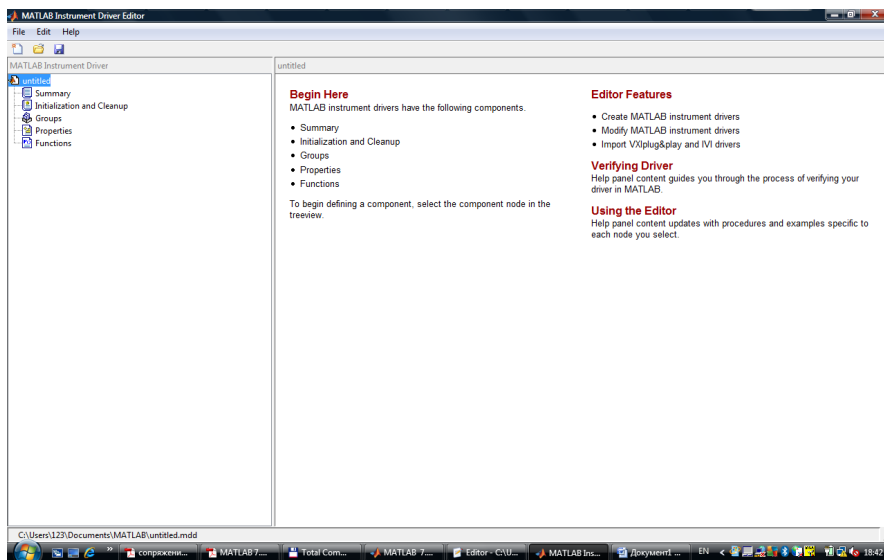 MATLAB Instrument Driver Editor
File Edit Help
MATLAB Instrument Driver
untitled
untitled
Summary
Initialization and Cleanup
Groups
Properties
Functions
Begin Here
MATLAB instrument drivers have the following components.
• Summary
• Initialization and Cleanup
• Groups
• Properties
• Functions
To begin defining a component, select the component node in the
treeview.
Editor Features
• Create MATLAB instrument drivers
• Modify MATLAB instrument drivers
• Import VXIplug&play and IVI drivers
Verifying Driver
Help panel content guides you through the process of verifying your
driver in MATLAB.
Using the Editor
Help panel content updates with procedures and examples specific to
each node you select.
C:\Users\123\Documents\MATLAB\untitled.mdd
» сопряжени... MATLAB 7.... Total Com... MATLAB 7.... Editor - C:\U... MATLAB Ins... Документ1 ... EN < 18:42